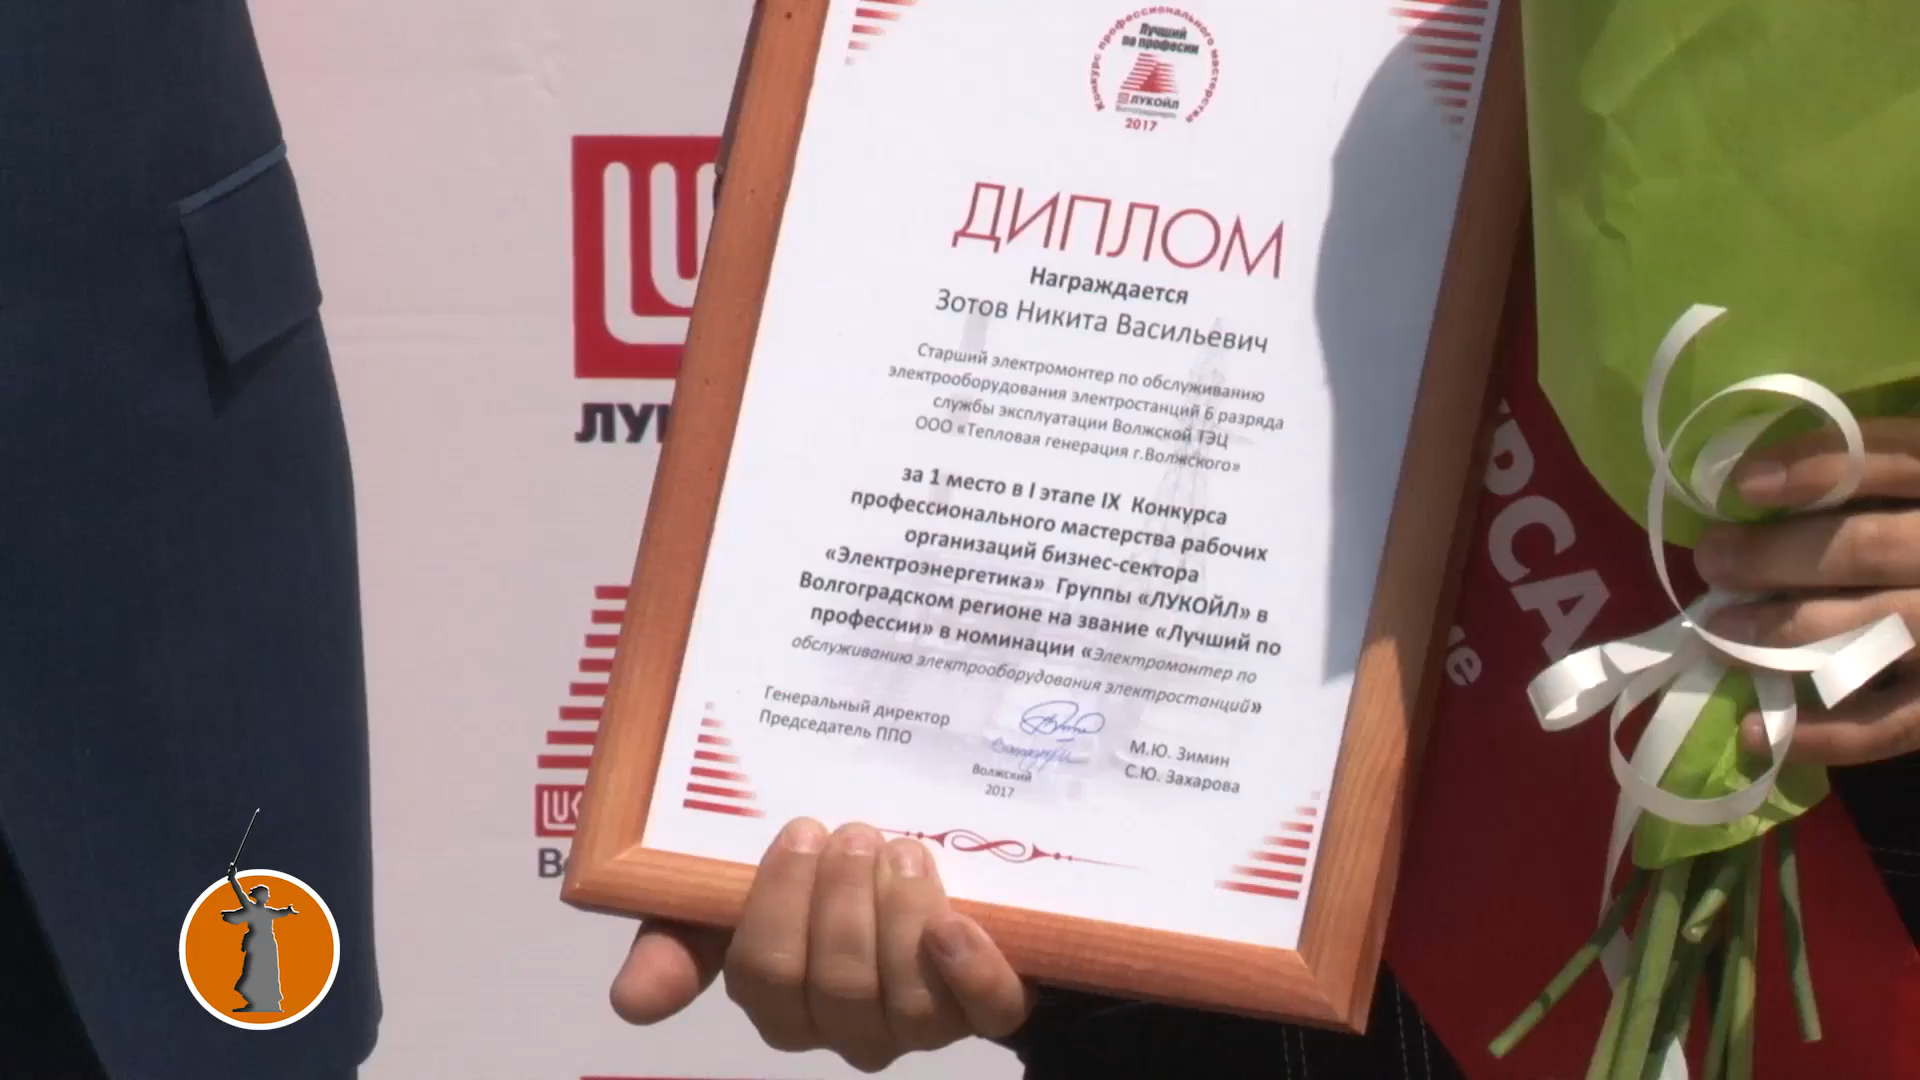 Конкурс профессионального мастерства
Лучший
по професии
ЛУКОЙЛ
2017
ДИПЛОМ
Награждается
Зотов Никита Васильевич
Старший электромонтер по обслуживанию
электрооборудования электростанций 6 разряда
службы эксплуатации Волжской ТЭЦ
ООО «Тепловая генерация г.Волжского»
за 1 место в I этапе IX Конкурса
профессионального мастерства рабочих
организаций бизнес-сектора
«Электроэнергетика» Группы «ЛУКОЙЛ» в
Волгоградском регионе на звание «Лучший по
профессии» в номинации «Электромонтер по
обслуживанию электрооборудования электростанций»
Генеральный директор
М.Ю. Зимин
Председатель ППО
С.Ю. Захарова
Волжский
2017
ЛУК